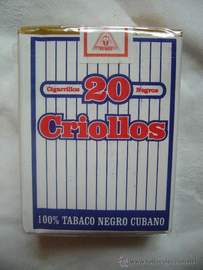 Cigarrillos 20 Negros
Criollos
100% TABACO NEGRO CUBANO